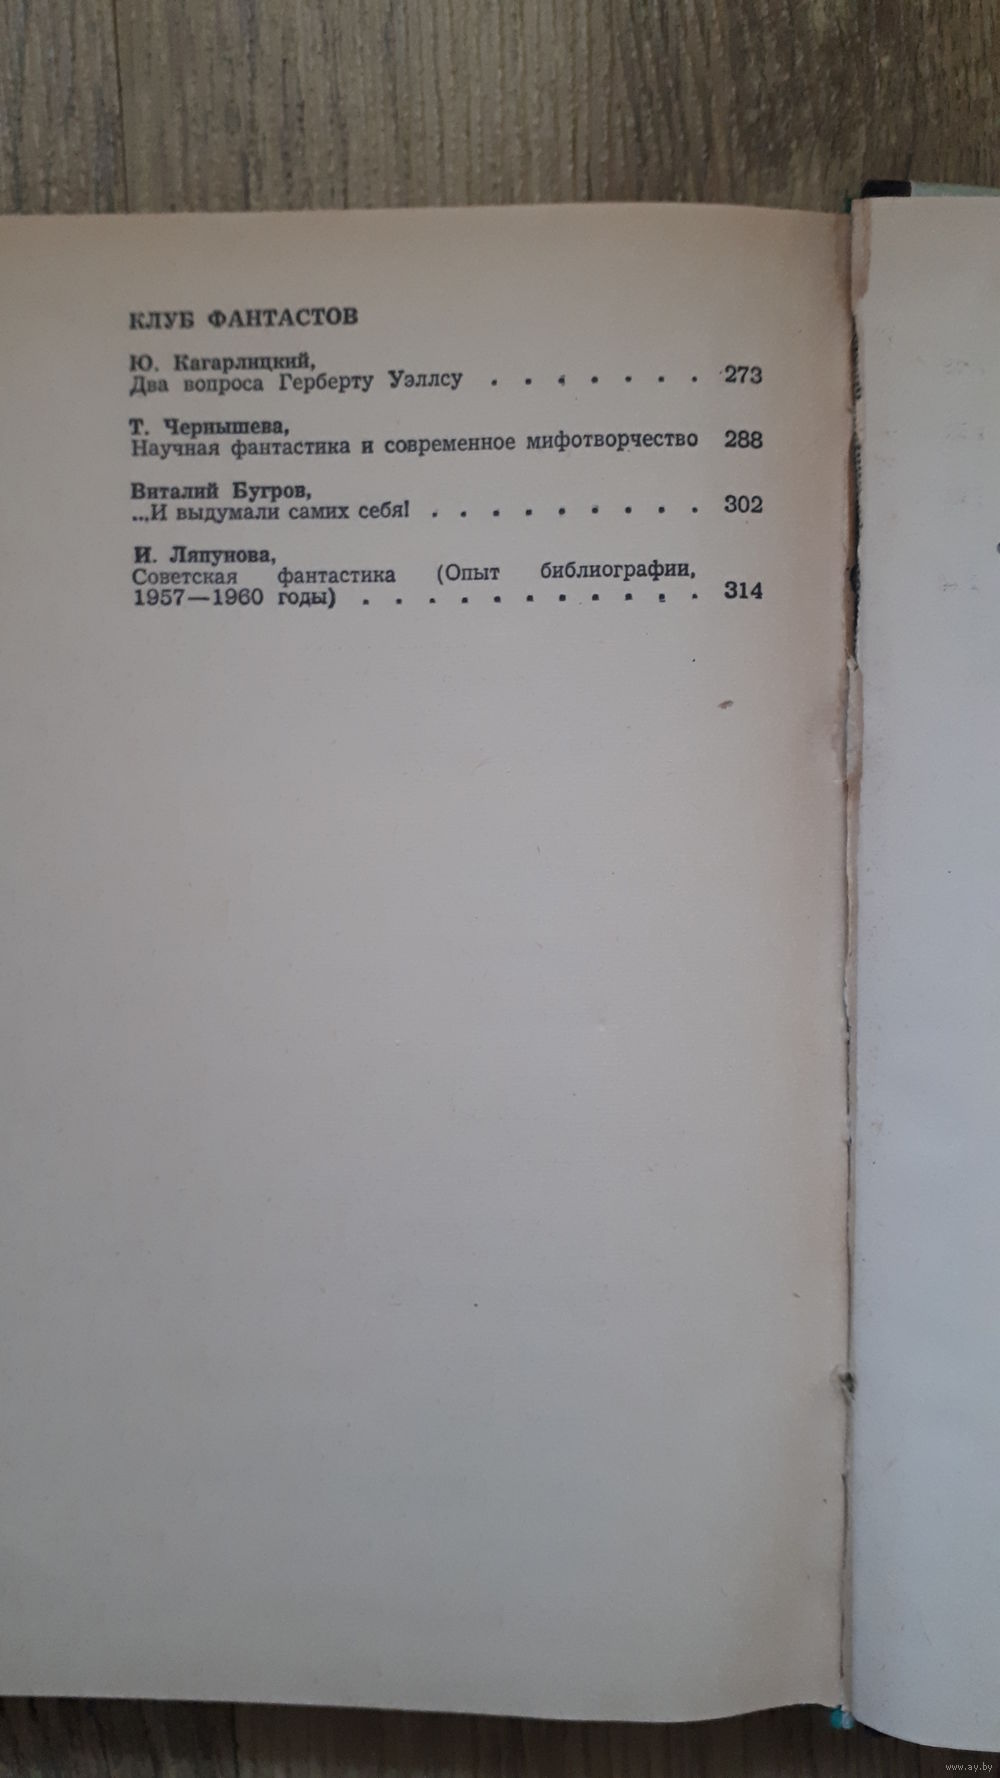 КЛУБ ФАНТАСТОВ
Ю. Кагарлицкий,
Два вопроса Герберту Уэллсу . . . . . . . 273
Т. Чернышева,
Научная фантастика и современное мифотворчество 288
Виталий Бугров,
...И выдумали самих себя! . . . . . . . . . 302
И. Ляпунова,
Советская фантастика (Опыт библиографии,
1957—1960 годы) . . . . . . . . . . . 314
www.ay.by